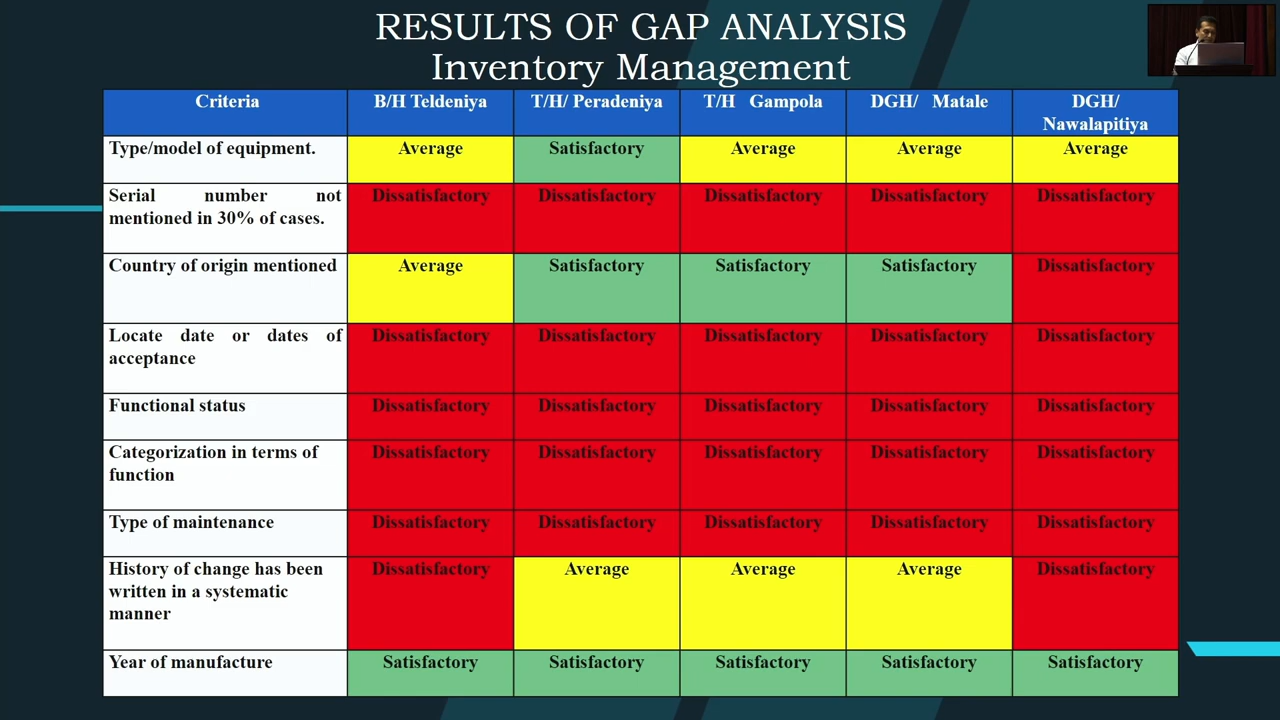 RESULTS OF GAP ANALYSIS
Inventory Management
Criteria B/H Teldeniya T/H/ Peradeniya T/H Gampola DGH/ Matale DGH/
Nawalapitiya
Type/model of equipment. Average Satisfactory Average Average Average
Serial number not Dissatisfactory Dissatisfactory Dissatisfactory Dissatisfactory Dissatisfactory
mentioned in 30% of cases.
Country of origin mentioned Average Satisfactory Satisfactory Satisfactory Dissatisfactory
Locate date or dates of Dissatisfactory Dissatisfactory Dissatisfactory Dissatisfactory Dissatisfactory
acceptance
Functional status Dissatisfactory Dissatisfactory Dissatisfactory Dissatisfactory Dissatisfactory
Categorization in terms of Dissatisfactory Dissatisfactory Dissatisfactory Dissatisfactory Dissatisfactory
function
Type of maintenance Dissatisfactory Dissatisfactory Dissatisfactory Dissatisfactory Dissatisfactory
History of change has been Dissatisfactory Average Average Average Dissatisfactory
written in a systematic
manner
Year of manufacture Satisfactory Satisfactory Satisfactory Satisfactory Satisfactory